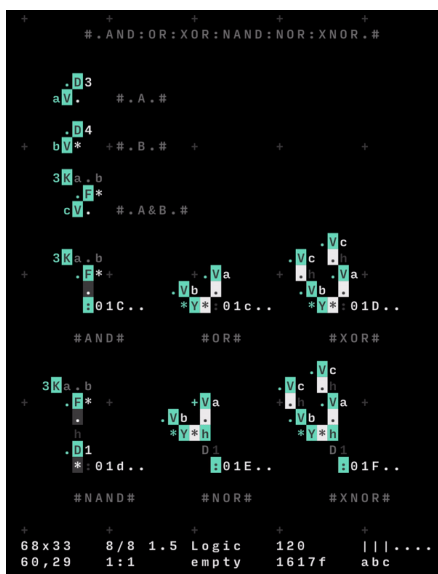 + + + +
#.AND:OR:XOR:NAND:NOR:XNOR.#
.D3
aV. #.A.#
.D4
+ bV* +#.B.# + +
3Ka.b
.F*
cV. #.A&B.#
.Vc
3Ka.b .Vc .h
+ .F*+ +.Va .h.Va
. .Vb . .Vb .
:01C.. *Y*:01c.. *Y*:01D..
#AND# #OR# #XOR#
.Vc
3Ka.b .Vc .h
+ .F* + +Va +.h.Va
. .Vb . .Vb .
h *Y*h *Y*h
.D1 D1 D1
*:01d.. :01E.. :01F..
#NAND# #NOR# #XNOR#
+ + + +
68x33 8/8 1.5 Logic 120 |||....
60,29 1:1 empty 1617f abc